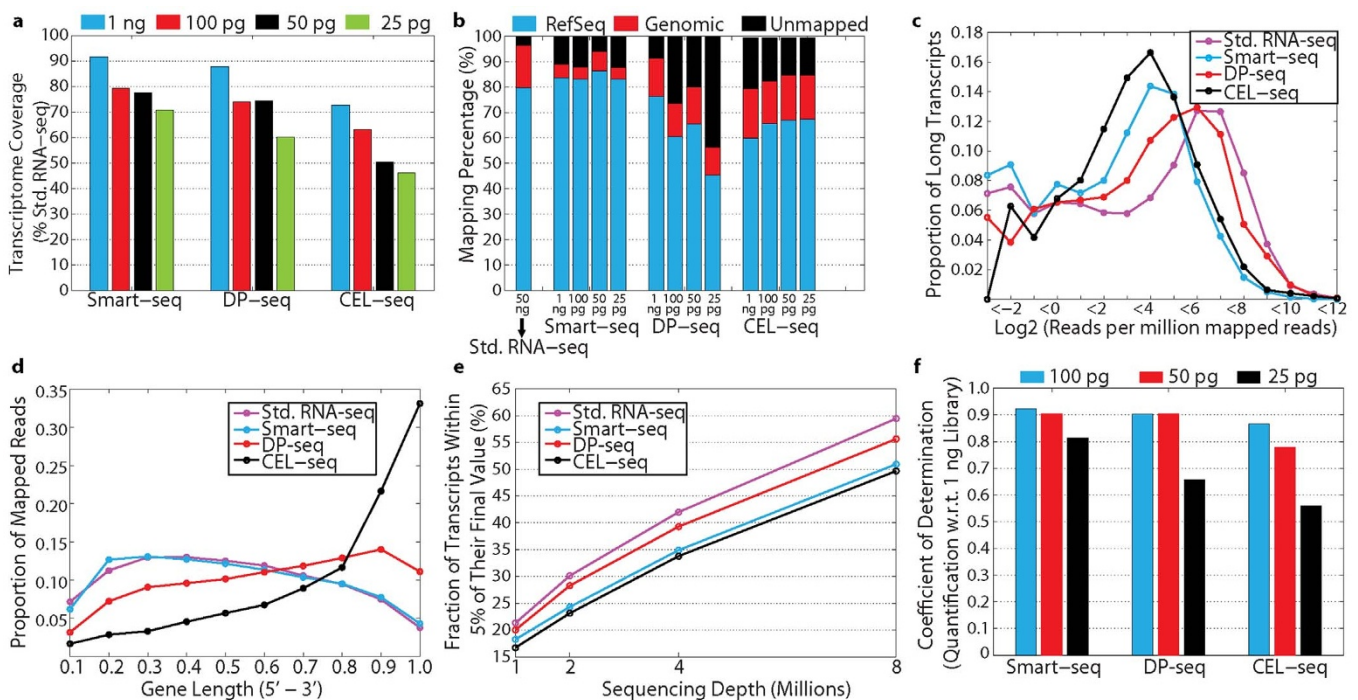 a
1 ng 100 pg 50 pg 25 pg
Transcriptome Coverage
(% Std. RNA–seq)
100
90
80
70
60
50
40
30
20
10
0
Smart–seq DP–seq CEL–seq
b
RefSeq Genomic Unmapped
Mapping Percentage (%)
100
90
80
70
60
50
40
30
20
10
0
50 1 100 50 25 1 100 50 25 1 100 50 25
ng ng pg pg pg ng pg pg pg ng pg pg pg
Smart–seq DP–seq CEL–seq
Std. RNA–seq
c
Proportion of Long Transcripts
0.18
0.16
0.14
0.12
0.10
0.08
0.06
0.04
0.02
Std. RNA-seq
Smart–seq
DP–seq
CEL–seq
<−2 <0 <2 <4 <6 <8 <10 <12
Log2 (Reads per million mapped reads)
d
Proportion of Mapped Reads
0.35
0.30
0.25
0.20
0.15
0.10
0.05
Std. RNA-seq
Smart–seq
DP-seq
CEL–seq
0.1 0.2 0.3 0.4 0.5 0.6 0.7 0.8 0.9 1.0
Gene Length (5′ – 3′)
e
Fraction of Transcripts Within
5% of Their Final Value (%)
65
60
55
50
45
40
35
30
25
20
15
Std. RNA-seq
Smart–seq
DP-seq
CEL–seq
1 2 4 8
Sequencing Depth (Millions)
f
100 pg 50 pg 25 pg
Coefficient of Determination
(Quantification w.r.t. 1 ng Library)
1.0
0.9
0.8
0.7
0.6
0.5
0.4
0.3
0.2
0.1
0
Smart–seq DP-seq CEL–seq